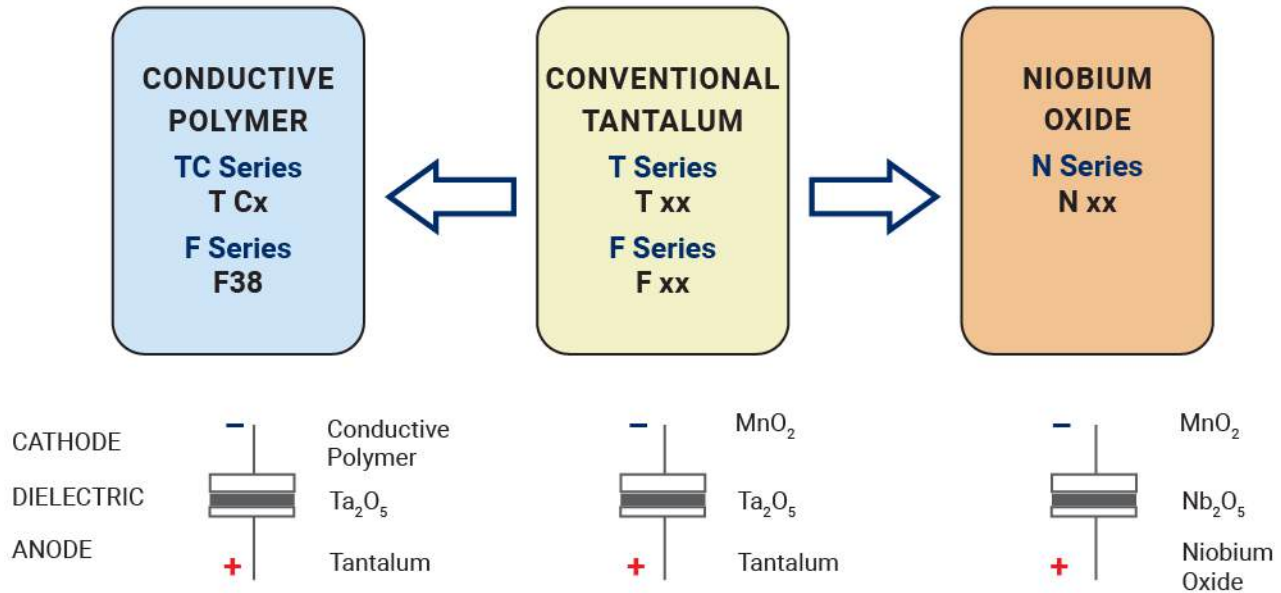 CONDUCTIVE
POLYMER
TC Series
T Cx
F Series
F38
CONVENTIONAL
TANTALUM
T Series
T xx
F Series
F xx
NIOBIUM
OXIDE
N Series
N xx
CATHODE
DIELECTRIC
ANODE
−
Conductive
Polymer
Ta₂O₅
+
Tantalum
−
MnO₂
Ta₂O₅
+
Tantalum
−
MnO₂
Nb₂O₅
+
Niobium
Oxide